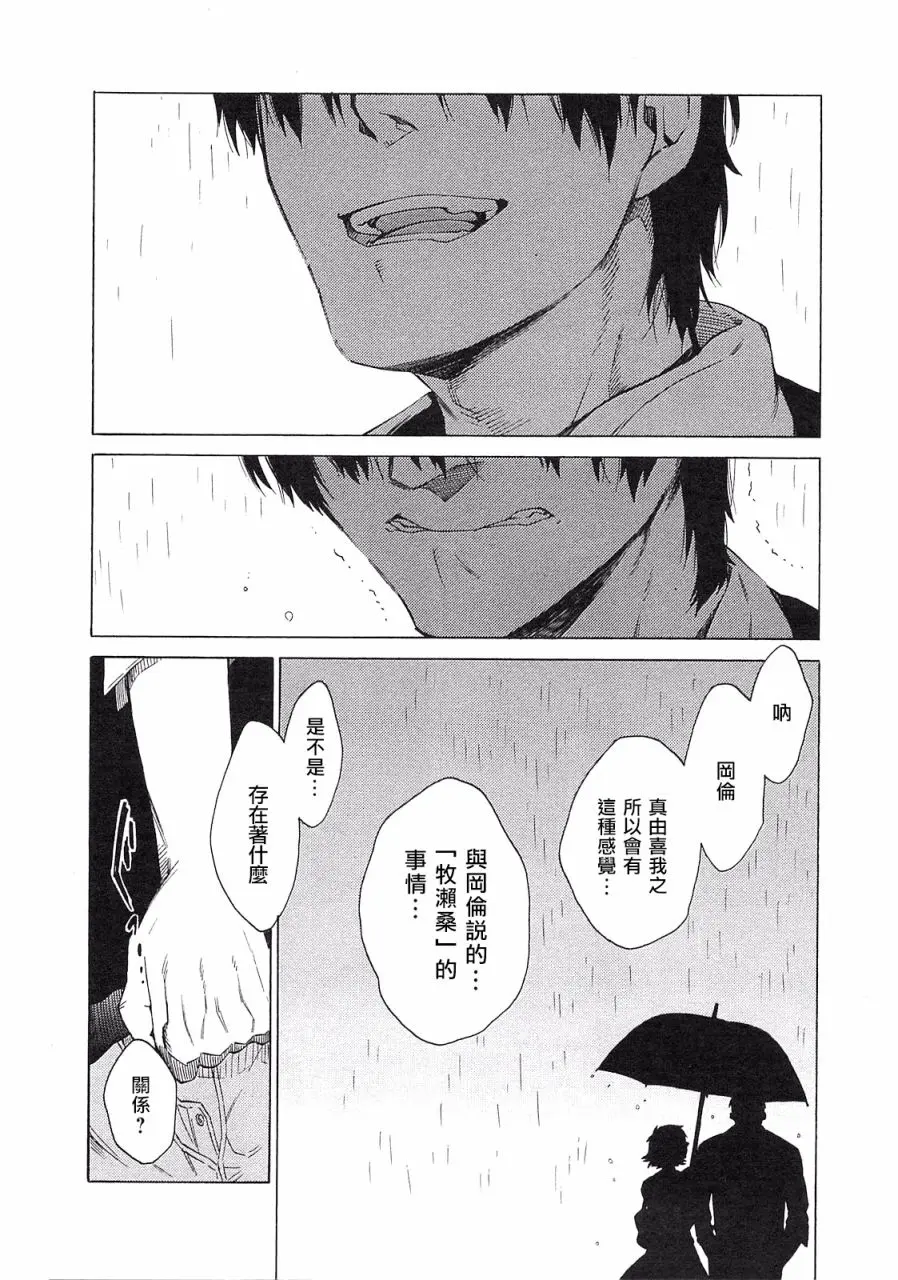 吶
岡倫
真由喜我之
所以會有
這種感覺…
與岡倫説的…
「牧瀨桑」的
事情…
是不是…
存在著什麼
關係？